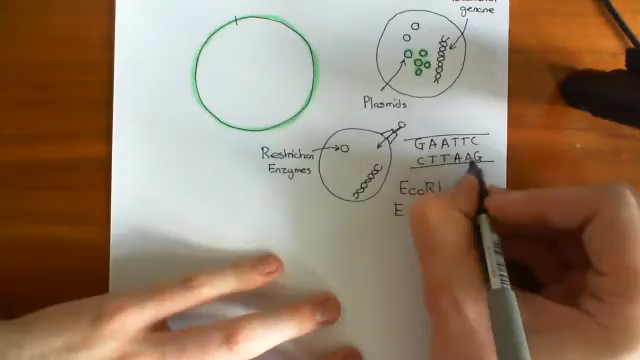 genome
Plasmids
Restriction
Enzymes
GAATTC
CTTAAG
EcoRI
E